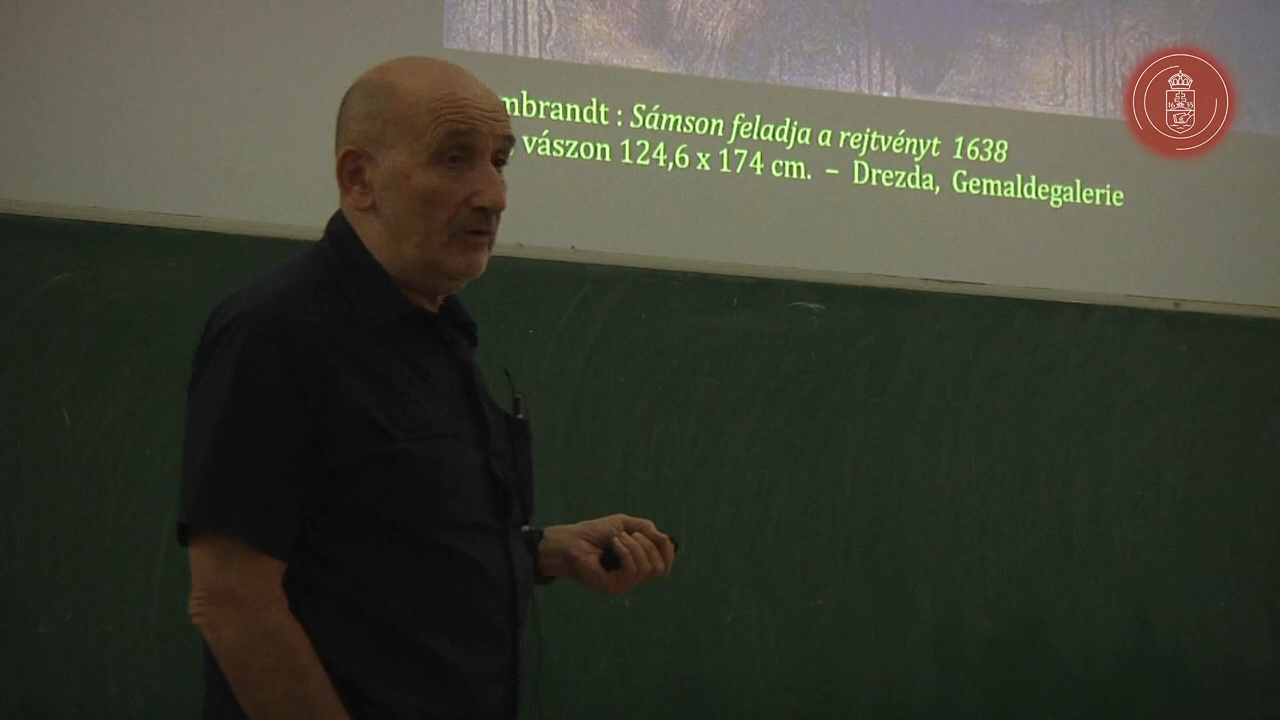 mbrandt : Sámson feladja a rejtvényt 1638
vászon 124,6 x 174 cm. – Drezda, Gemaldegalerie